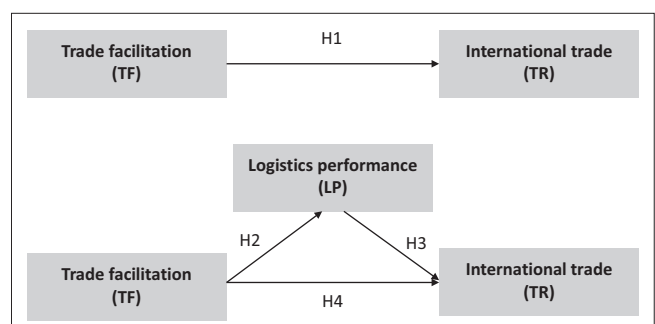 H1
Trade facilitation
(TF)
International trade
(TR)
Logistics performance
(LP)
H2
H3
Trade facilitation
(TF)
International trade
(TR)
H4